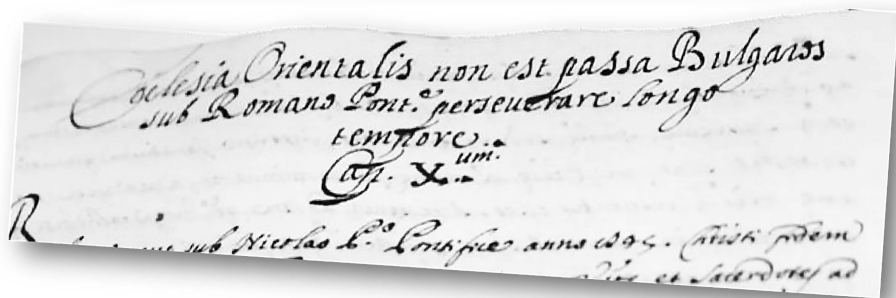 Ecclesia Orientalis non est passa Bulgaros
sub Romano Pont.e perseverare longo
tempore.
Cap. X.um
sub Nicolao P.o Pontifice anno Christi fidem
et Sacerdotes ad